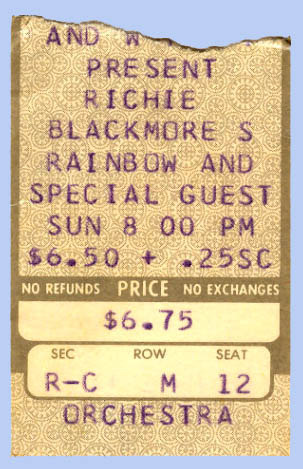 AND W
PRESENT
RICHIE
BLACKMORE S
RAINBOW AND
SPECIAL GUEST
SUN 8 00 PM
$6.50 + .25SC
NO REFUNDS PRICE NO EXCHANGES
$6.75
SEC ROW SEAT
R-C M 12
ORCHESTRA